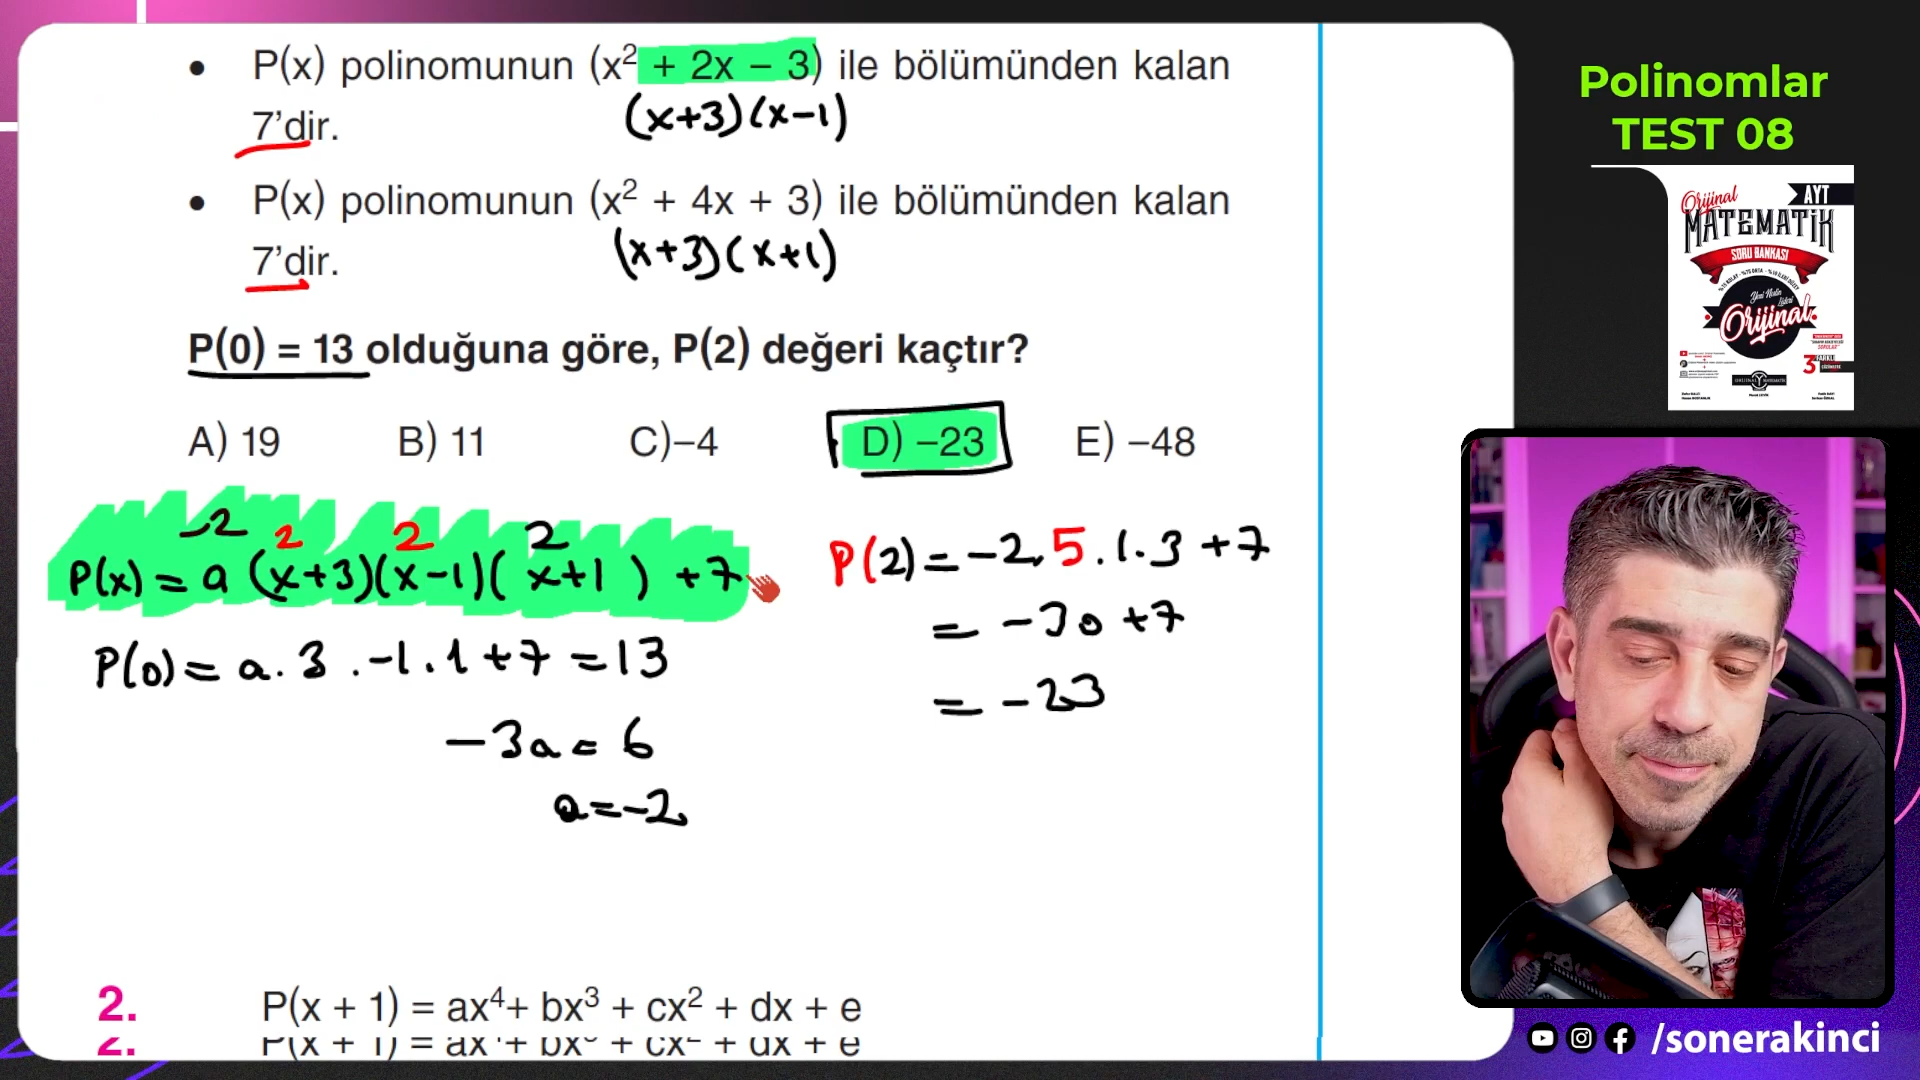 • P(x) polinomunun (x² + 2x – 3) ile bölümünden kalan
7'dir.
(x+3)(x-1)
• P(x) polinomunun (x² + 4x + 3) ile bölümünden kalan
7'dir.
(x+3)(x+1)
P(0) = 13 olduğuna göre, P(2) değeri kaçtır?
A) 19 B) 11 C)–4 D) –23 E) –48
-2 2 2 2
P(x) = a (x+3)(x-1)(x+1) +7
P(0) = a.3.-1.1+7=13
-3a=6
a=-2
P(2)=-2.5.1.3+7
= -30+7
= -23
2. P(x + 1) = ax⁴+ bx³ + cx² + dx + e
Polinomlar
TEST 08
Orijinal
AYT
MATEMATİK
SORU BANKASI
Yeni Nesle
Orijinal
3
/sonerakinci